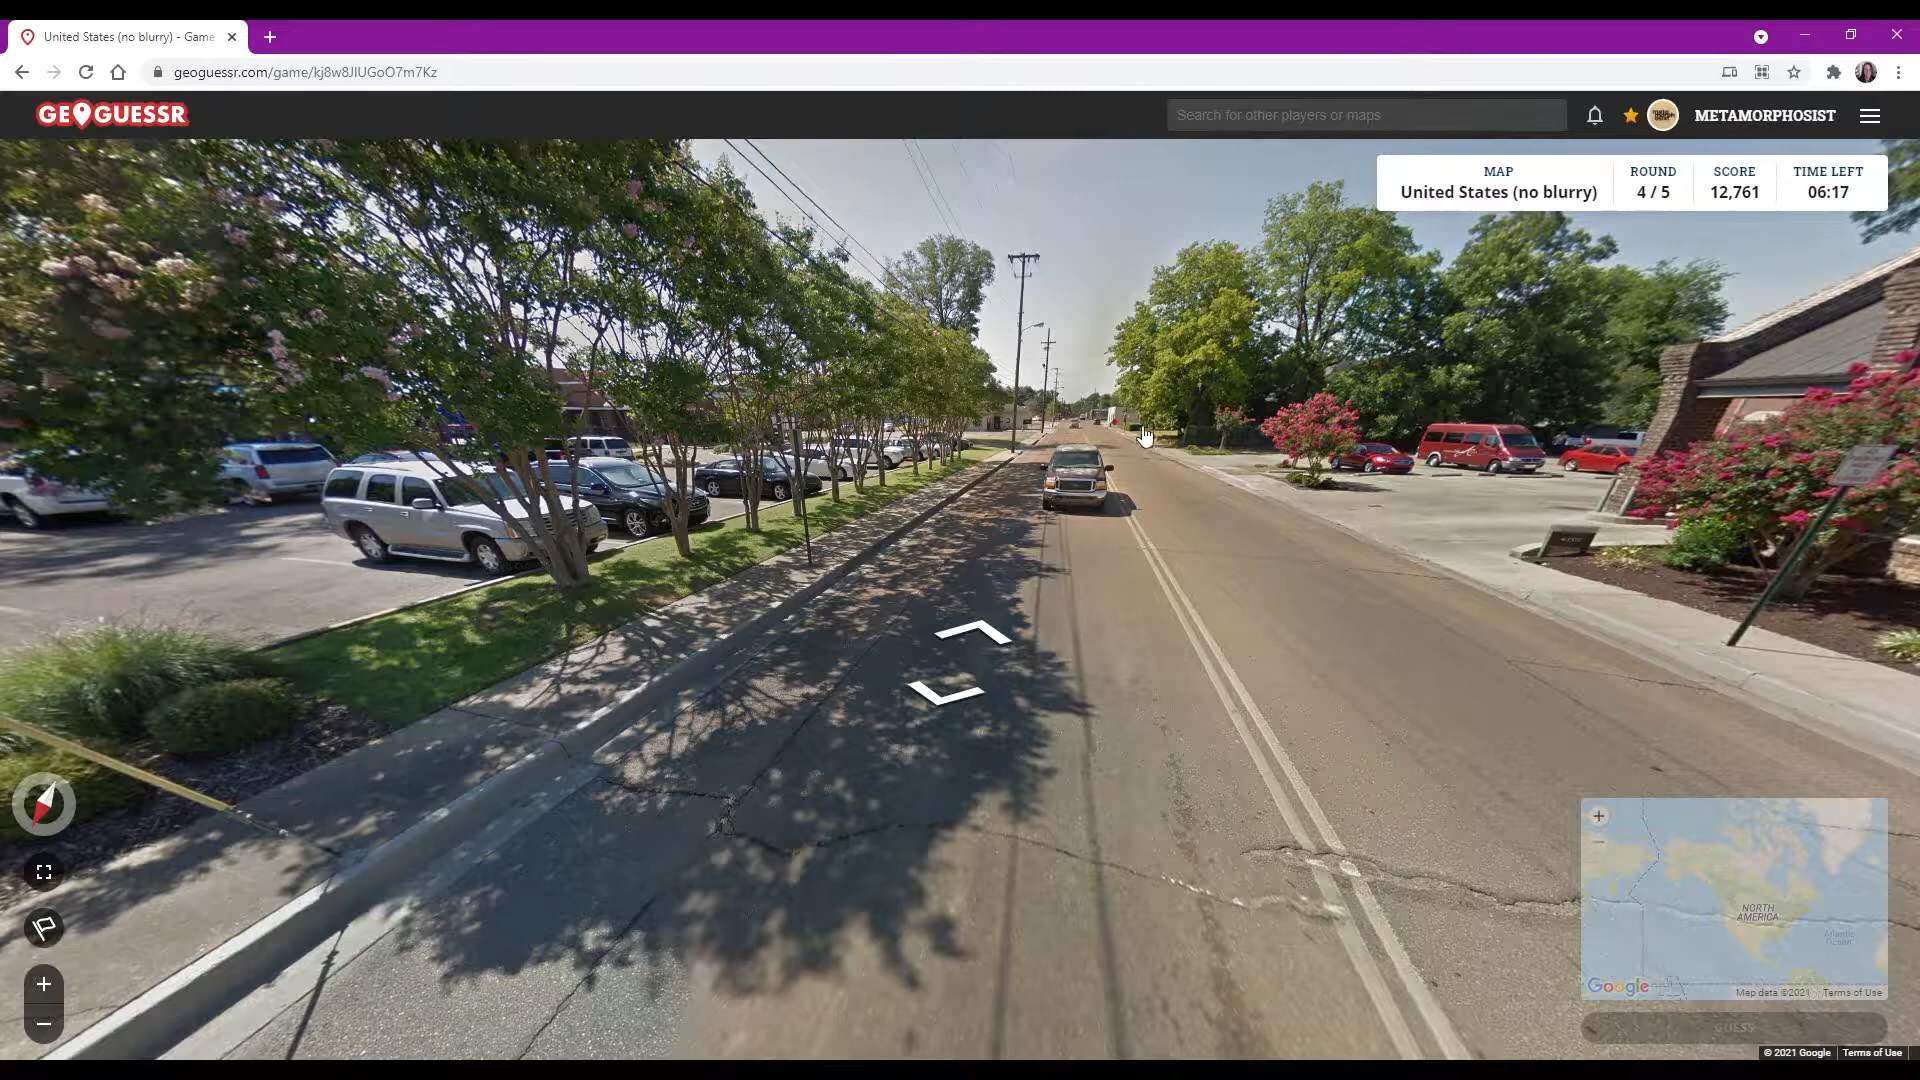 United States (no blurry) - Game
geoguessr.com/game/kj8w8JIUGoO7m7Kz
GEOGUESSR
Search for other players or maps
METAMORPHOSIST
MAP
United States (no blurry)
ROUND
4 / 5
SCORE
12,761
TIME LEFT
06:17
NORTH
AMERICA
Atlantic
Ocean
Google
Map data ©2021
Terms of Use
GUESS
© 2021 Google
Terms of Use